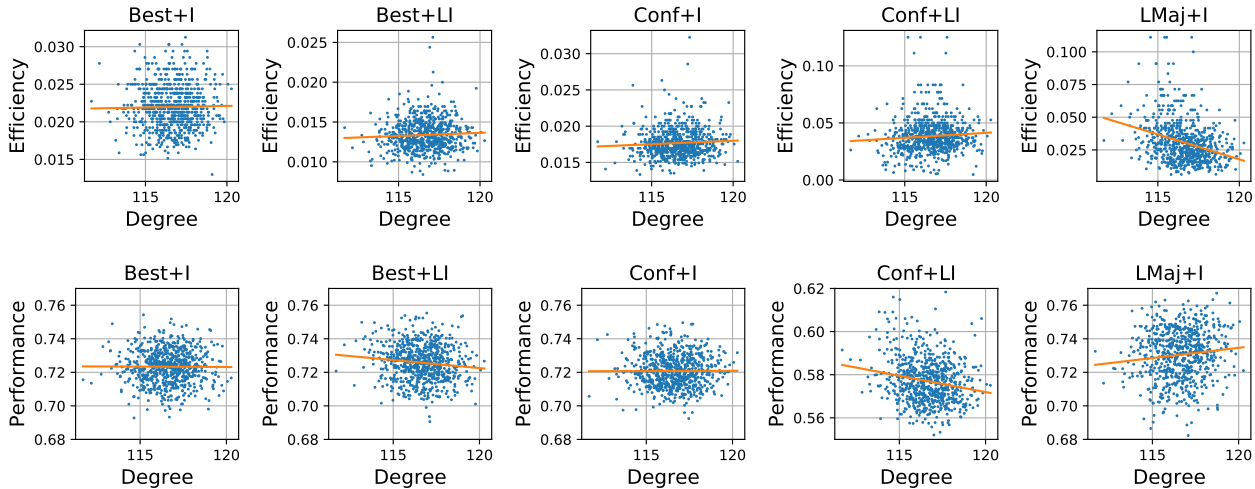 Best+I Best+LI Conf+I Conf+LI LMaj+I
Efficiency 0.030 0.025 0.020 0.015 115 120 Degree
Efficiency 0.025 0.020 0.015 0.010 115 120 Degree
Efficiency 0.030 0.025 0.020 0.015 115 120 Degree
Efficiency 0.10 0.05 0.00 115 120 Degree
Efficiency 0.100 0.075 0.050 0.025 115 120 Degree
Best+I Best+LI Conf+I Conf+LI LMaj+I
Performance 0.76 0.74 0.72 0.70 0.68 115 120 Degree
Performance 0.76 0.74 0.72 0.70 0.68 115 120 Degree
Performance 0.76 0.74 0.72 0.70 0.68 115 120 Degree
Performance 0.62 0.60 0.58 0.56 115 120 Degree
Performance 0.76 0.74 0.72 0.70 0.68 115 120 Degree